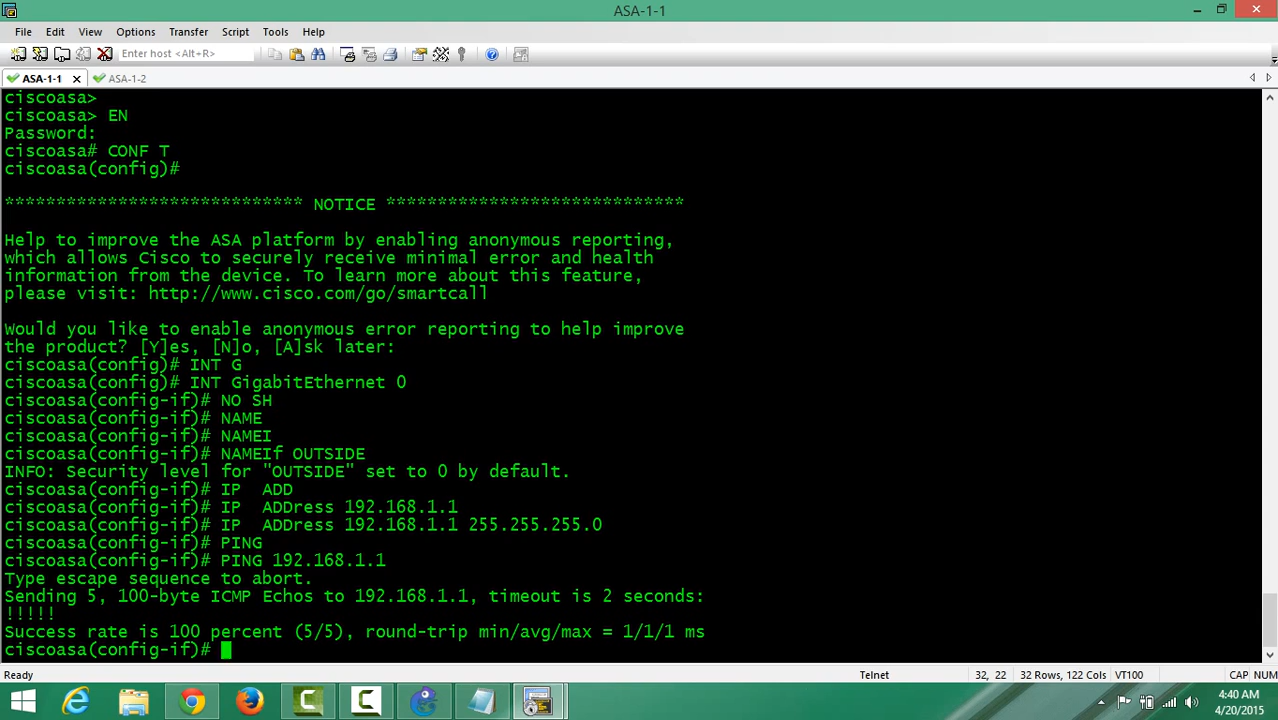 ASA-1-1
File Edit View Options Transfer Script Tools Help
Enter host <Alt+R>
ASA-1-1 ASA-1-2
ciscoasa>
ciscoasa> EN
Password:
ciscoasa# CONF T
ciscoasa(config)#
***************************** NOTICE *****************************
Help to improve the ASA platform by enabling anonymous reporting,
which allows Cisco to securely receive minimal error and health
information from the device. To learn more about this feature,
please visit: http://www.cisco.com/go/smartcall
Would you like to enable anonymous error reporting to help improve
the product? [Y]es, [N]o, [A]sk later:
ciscoasa(config)# INT G
ciscoasa(config)# INT GigabitEthernet 0
ciscoasa(config-if)# NO SH
ciscoasa(config-if)# NAME
ciscoasa(config-if)# NAMEI
ciscoasa(config-if)# NAMEIf OUTSIDE
INFO: Security level for "OUTSIDE" set to 0 by default.
ciscoasa(config-if)# IP  ADD
ciscoasa(config-if)# IP  ADDress 192.168.1.1
ciscoasa(config-if)# IP  ADDress 192.168.1.1 255.255.255.0
ciscoasa(config-if)# PING
ciscoasa(config-if)# PING 192.168.1.1
Type escape sequence to abort.
Sending 5, 100-byte ICMP Echos to 192.168.1.1, timeout is 2 seconds:
!!!!!
Success rate is 100 percent (5/5), round-trip min/avg/max = 1/1/1 ms
ciscoasa(config-if)#
Ready Telnet 32, 22 32 Rows, 122 Cols VT100 CAP NUM
4:40 AM
4/20/2015